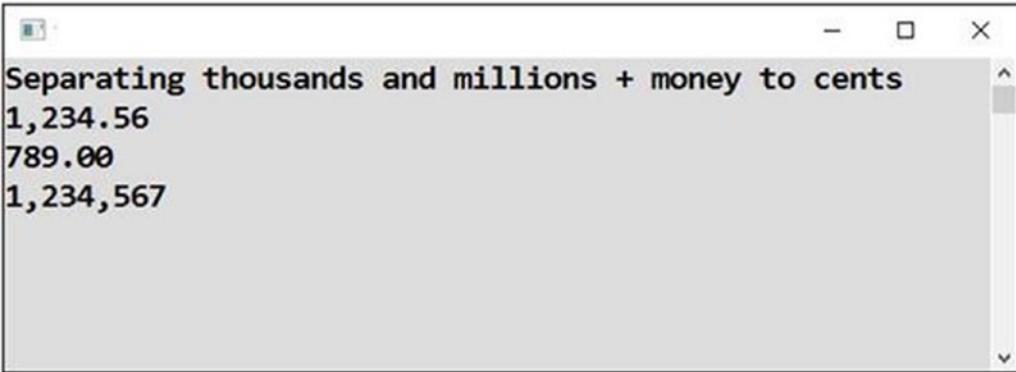 Separating thousands and millions + money to cents
1,234.56
789.00
1,234,567